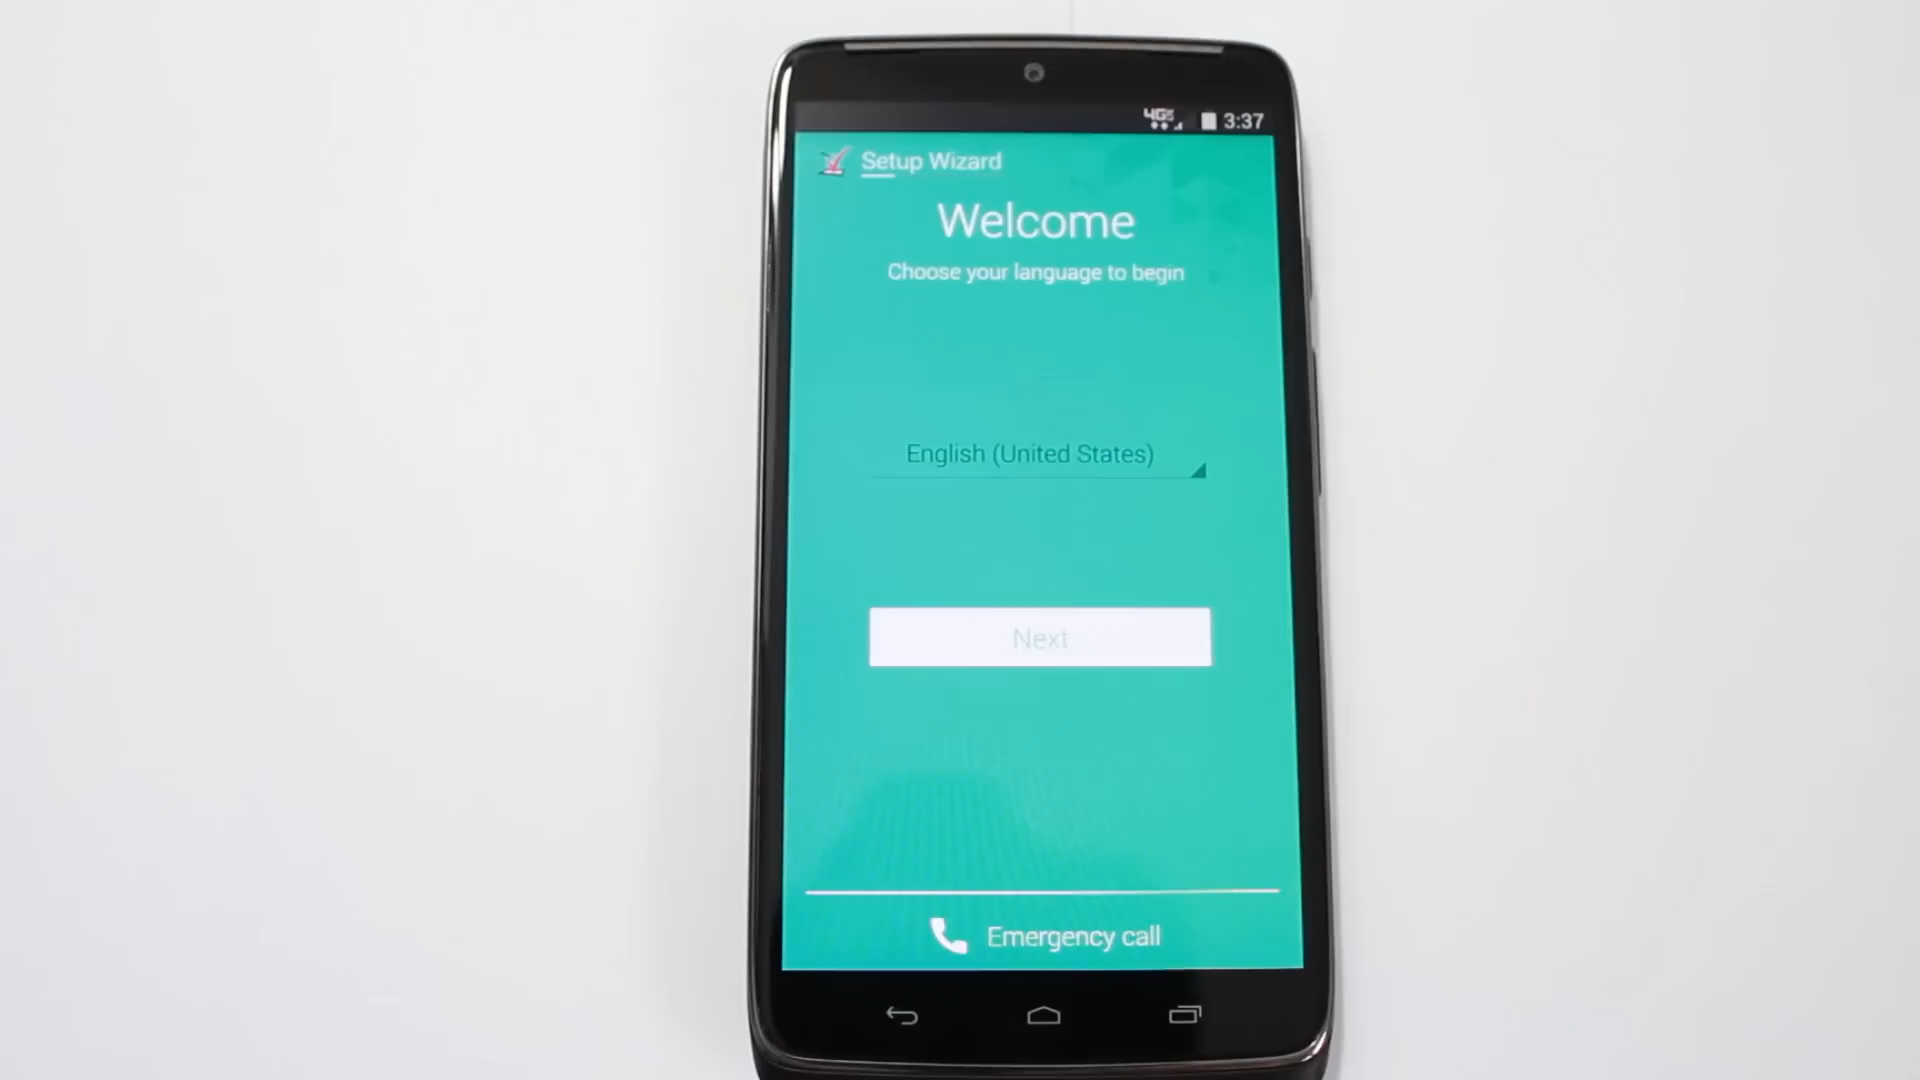 4G 3:37
Setup Wizard
Welcome
Choose your language to begin
English (United States)
Next
Emergency call